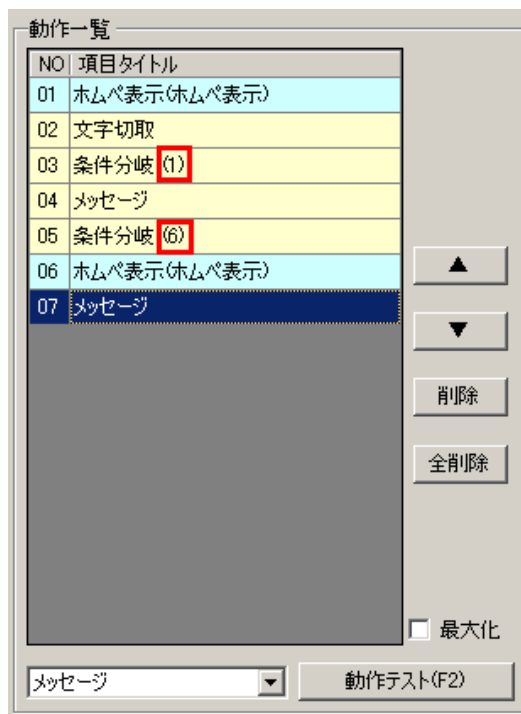 動作一覧
NO 項目タイトル
01 ホムペ表示(ホムペ表示)
02 文字切取
03 条件分岐 (1)
04 メッセージ
05 条件分岐 (6)
06 ホムペ表示(ホムペ表示)
07 メッセージ
▲
▼
削除
全削除
最大化
メッセージ
動作テスト(F2)